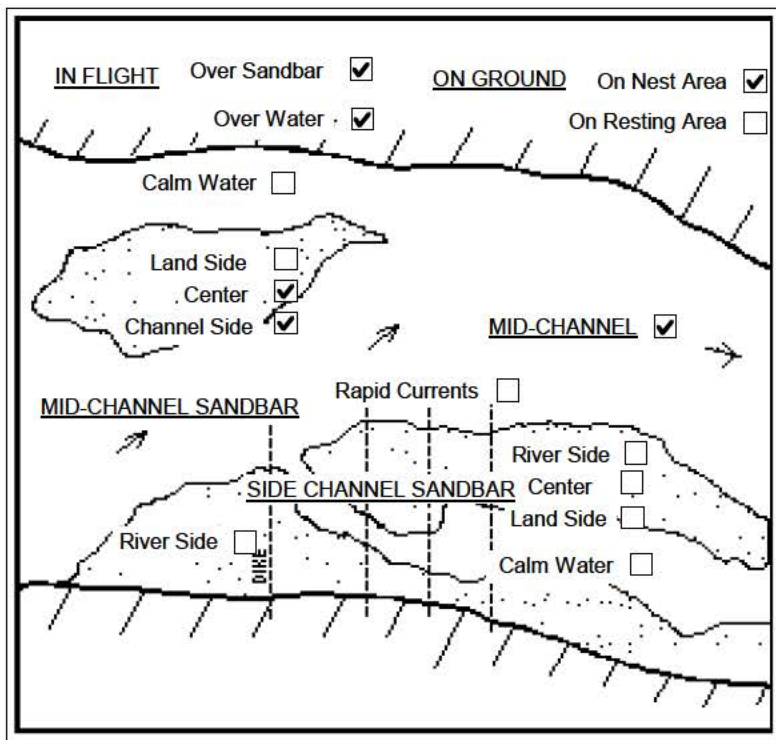 IN FLIGHT Over Sandbar ON GROUND On Nest Area
Over Water On Resting Area
Calm Water
Land Side
Center
Channel Side MID-CHANNEL
Rapid Currents
MID-CHANNEL SANDBAR
River Side
SIDE CHANNEL SANDBAR Center
Land Side
River Side
DIKE
Calm Water